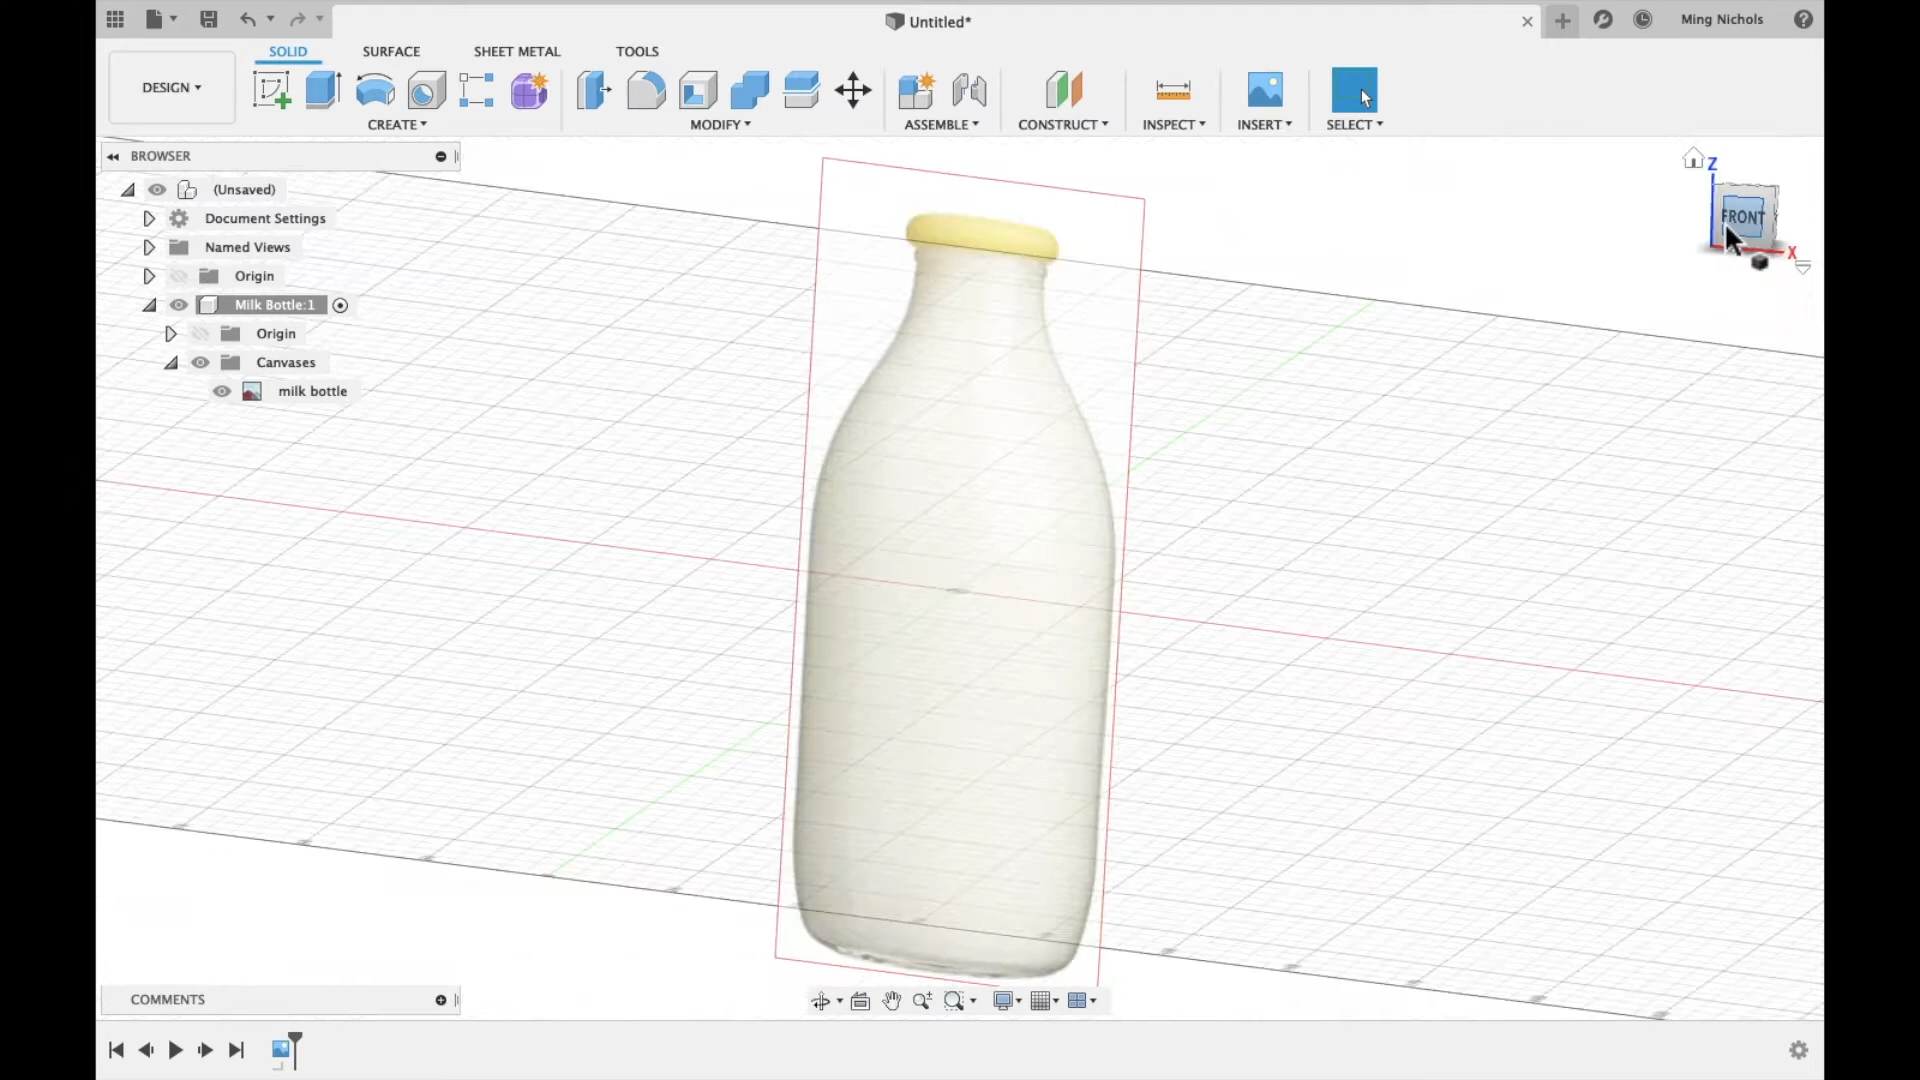 Untitled*
Ming Nichols
SOLID
SURFACE
SHEET METAL
TOOLS
DESIGN
CREATE
MODIFY
ASSEMBLE
CONSTRUCT
INSPECT
INSERT
SELECT
BROWSER
(Unsaved)
Document Settings
Named Views
Origin
Milk Bottle:1
Origin
Canvases
milk bottle
Z
FRONT
X
COMMENTS